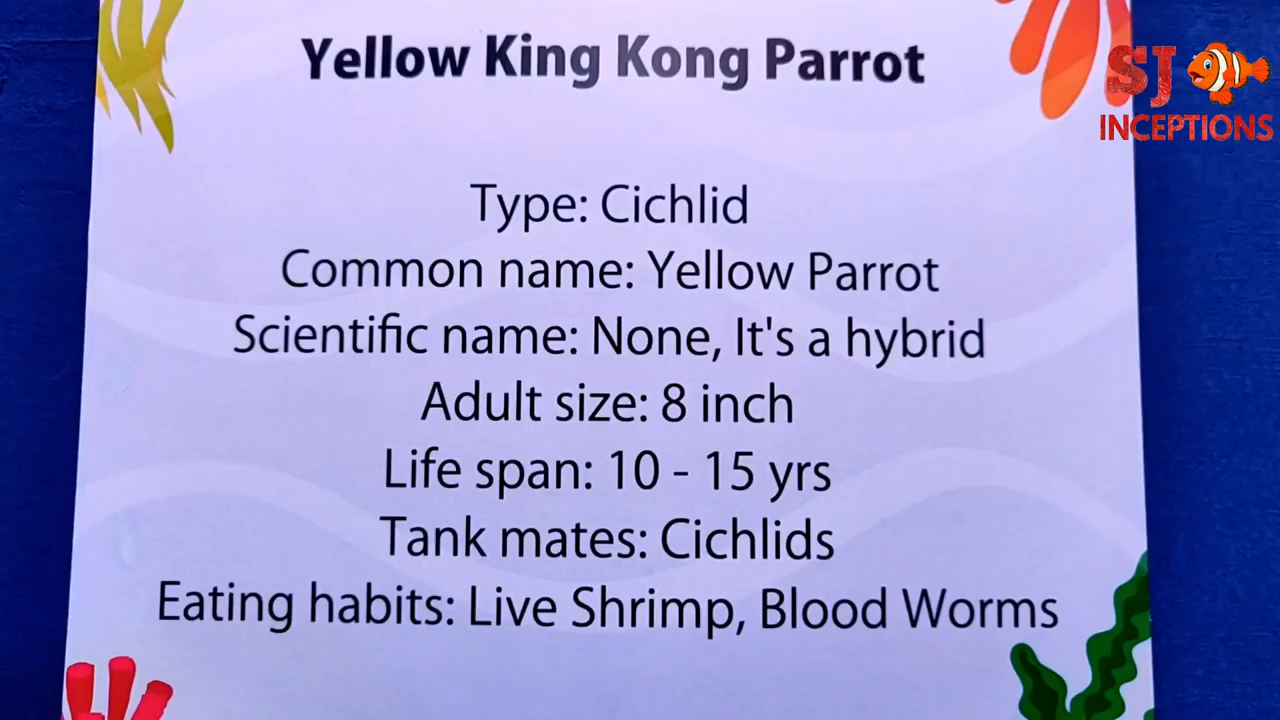 Yellow King Kong Parrot
SJ
INCEPTIONS
Type: Cichlid
Common name: Yellow Parrot
Scientific name: None, It's a hybrid
Adult size: 8 inch
Life span: 10 - 15 yrs
Tank mates: Cichlids
Eating habits: Live Shrimp, Blood Worms